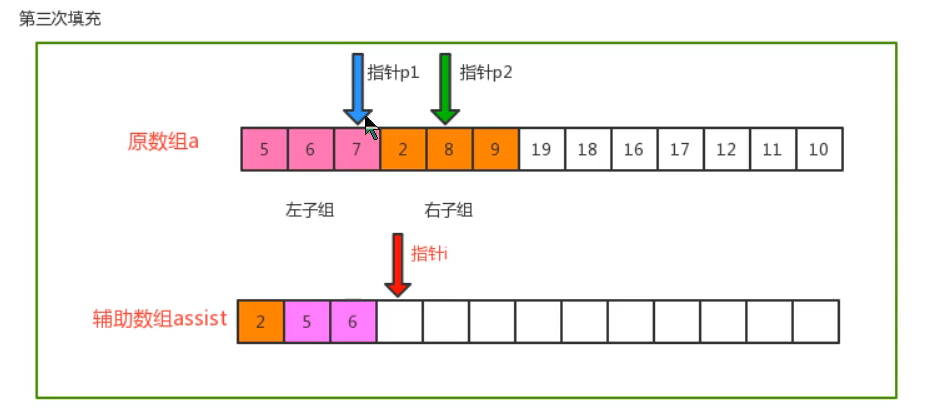 第三次填充
指针p1 指针p2
原数组a 5 6 7 2 8 9 19 18 16 17 12 11 10
左子组 右子组
指针i
辅助数组assist 2 5 6